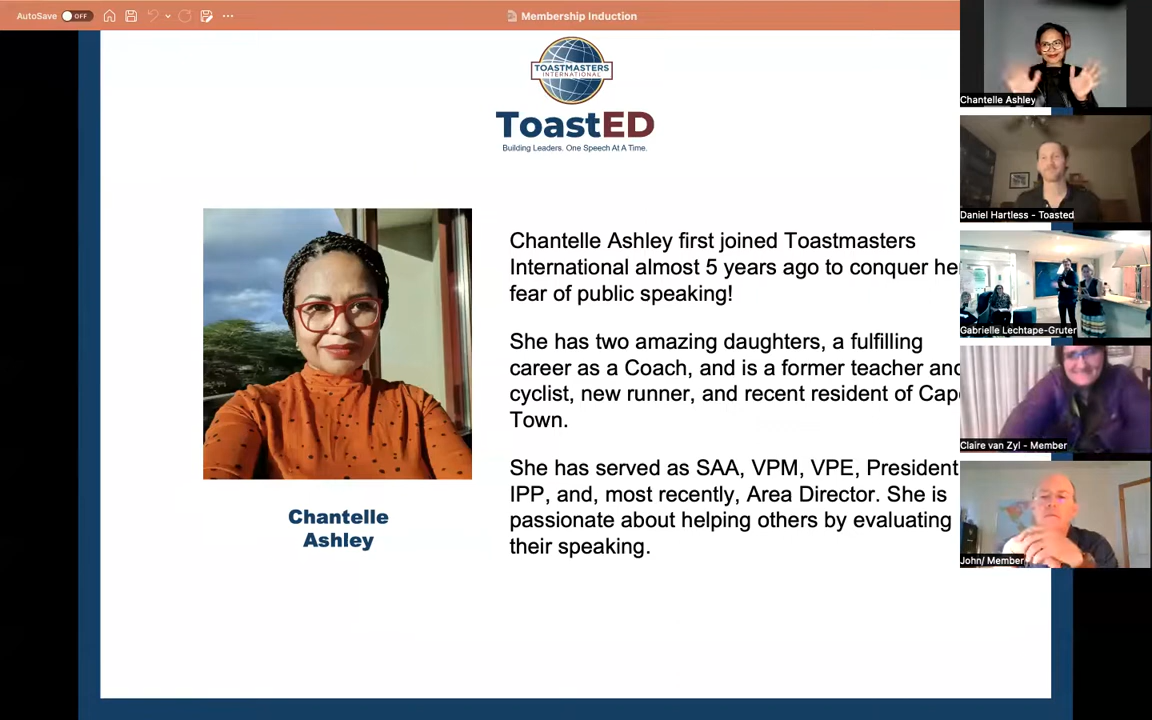 AutoSave OFF
Membership Induction
TOASTMASTERS
INTERNATIONAL
ToastED
Building Leaders. One Speech At A Time.
Chantelle Ashley first joined Toastmasters
International almost 5 years ago to conquer he
fear of public speaking!
She has two amazing daughters, a fulfilling
career as a Coach, and is a former teacher and
cyclist, new runner, and recent resident of Cape
Town.
She has served as SAA, VPM, VPE, President
IPP, and, most recently, Area Director. She is
passionate about helping others by evaluating
their speaking.
Chantelle
Ashley
Chantelle Ashley
Daniel Hartless - Toasted
Gabrielle Lechtape-Gruter
Claire van Zyl - Member
John/ Member